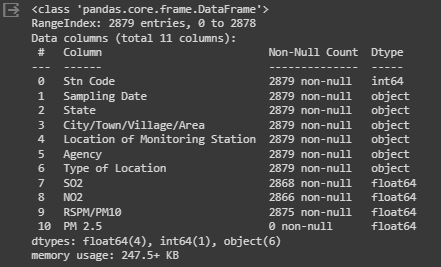 <class 'pandas.core.frame.DataFrame'>
RangeIndex: 2879 entries, 0 to 2878
Data columns (total 11 columns):
 #   Column                           Non-Null Count  Dtype
---  ------                           --------------  -----
 0   Stn Code                         2879 non-null   int64
 1   Sampling Date                    2879 non-null   object
 2   State                            2879 non-null   object
 3   City/Town/Village/Area           2879 non-null   object
 4   Location of Monitoring Station   2879 non-null   object
 5   Agency                           2879 non-null   object
 6   Type of Location                 2879 non-null   object
 7   SO2                              2868 non-null   float64
 8   NO2                              2866 non-null   float64
 9   RSPM/PM10                        2875 non-null   float64
 10  PM 2.5                           0 non-null      float64
dtypes: float64(4), int64(1), object(6)
memory usage: 247.5+ KB